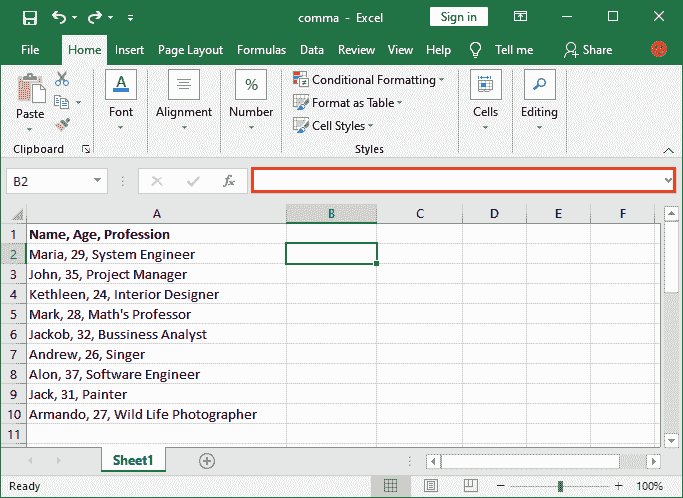 comma - Excel
Sign in
File Home Insert Page Layout Formulas Data Review View Help Tell me Share
Paste
Clipboard
Font
Alignment
%
Number
Conditional Formatting
Format as Table
Cell Styles
Styles
Cells
Editing
B2 fx
A B C D E F
1 Name, Age, Profession
2 Maria, 29, System Engineer
3 John, 35, Project Manager
4 Kethleen, 24, Interior Designer
5 Mark, 28, Math's Professor
6 Jackob, 32, Bussiness Analyst
7 Andrew, 26, Singer
8 Alon, 37, Software Engineer
9 Jack, 31, Painter
10 Armando, 27, Wild Life Photographer
11
Sheet1
Ready 100%